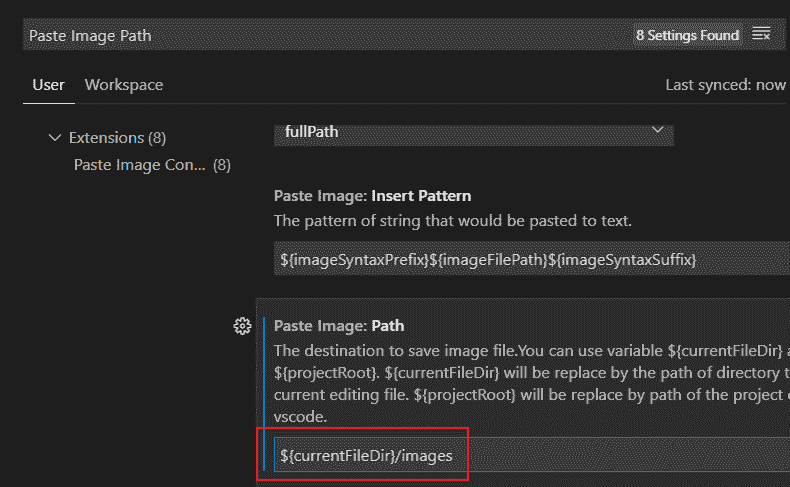 Paste Image Path
8 Settings Found
User Workspace Last synced: now
Extensions (8)
Paste Image Con... (8)
fullPath
Paste Image: Insert Pattern
The pattern of string that would be pasted to text.
${imageSyntaxPrefix}${imageFilePath}${imageSyntaxSuffix}
Paste Image: Path
The destination to save image file.You can use variable ${currentFileDir}
${projectRoot}. ${currentFileDir} will be replace by the path of directory
current editing file. ${projectRoot} will be replace by path of the project
vscode.
${currentFileDir}/images